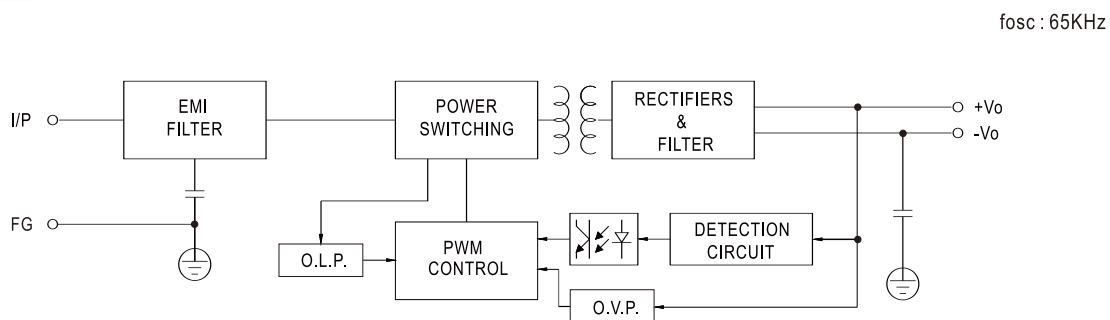 fosc : 65KHz
I/P
EMI
FILTER
POWER
SWITCHING
RECTIFIERS
&
FILTER
+Vo
-Vo
FG
O.L.P.
PWM
CONTROL
DETECTION
CIRCUIT
O.V.P.